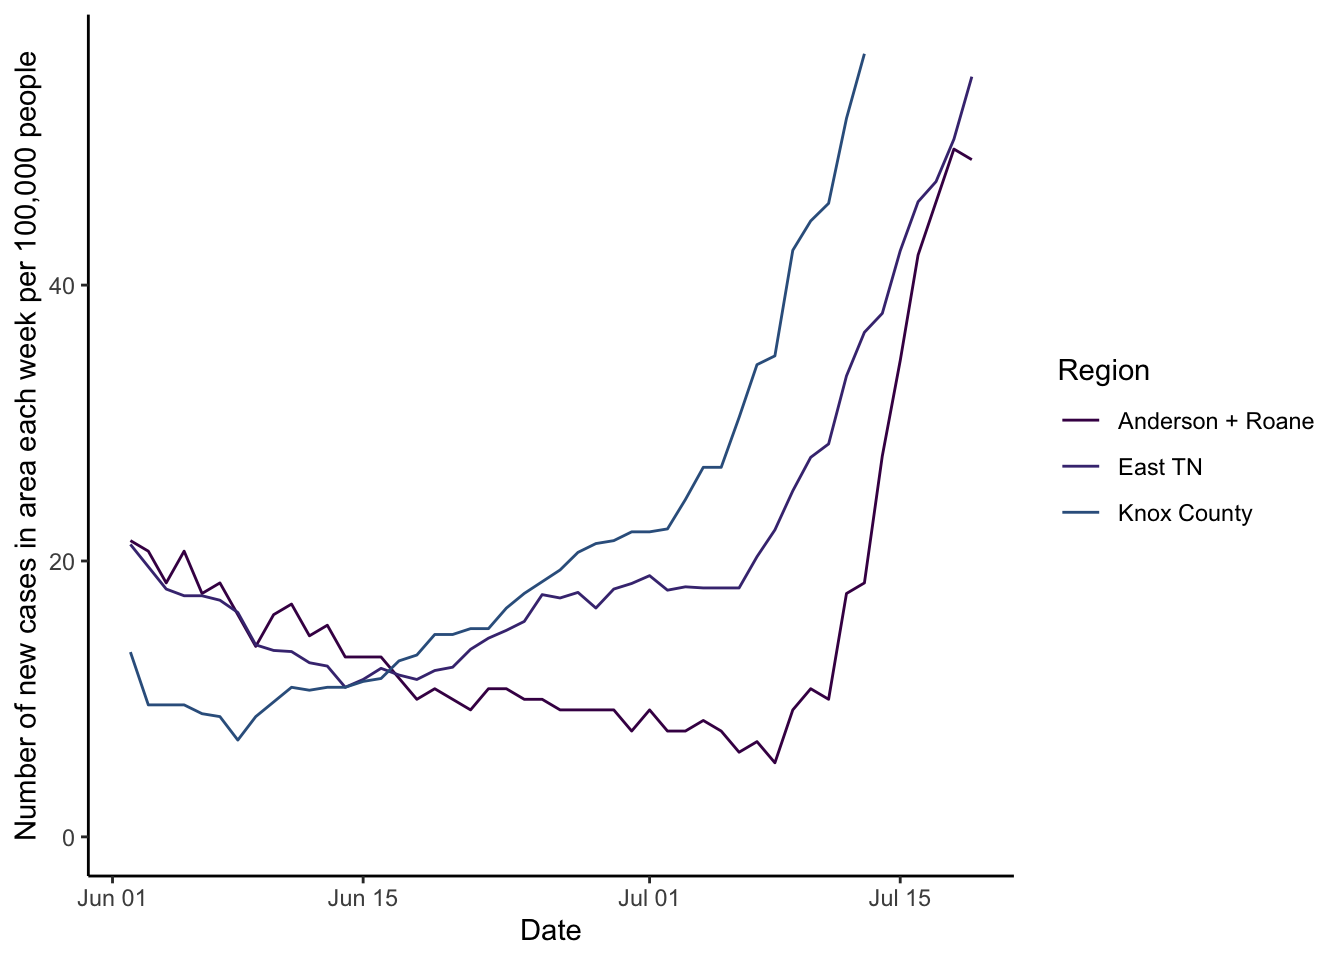 Number of new cases in area each week per 100,000 people
40
20
0
Jun 01
Jun 15
Jul 01
Jul 15
Date
Region
Anderson + Roane
East TN
Knox County